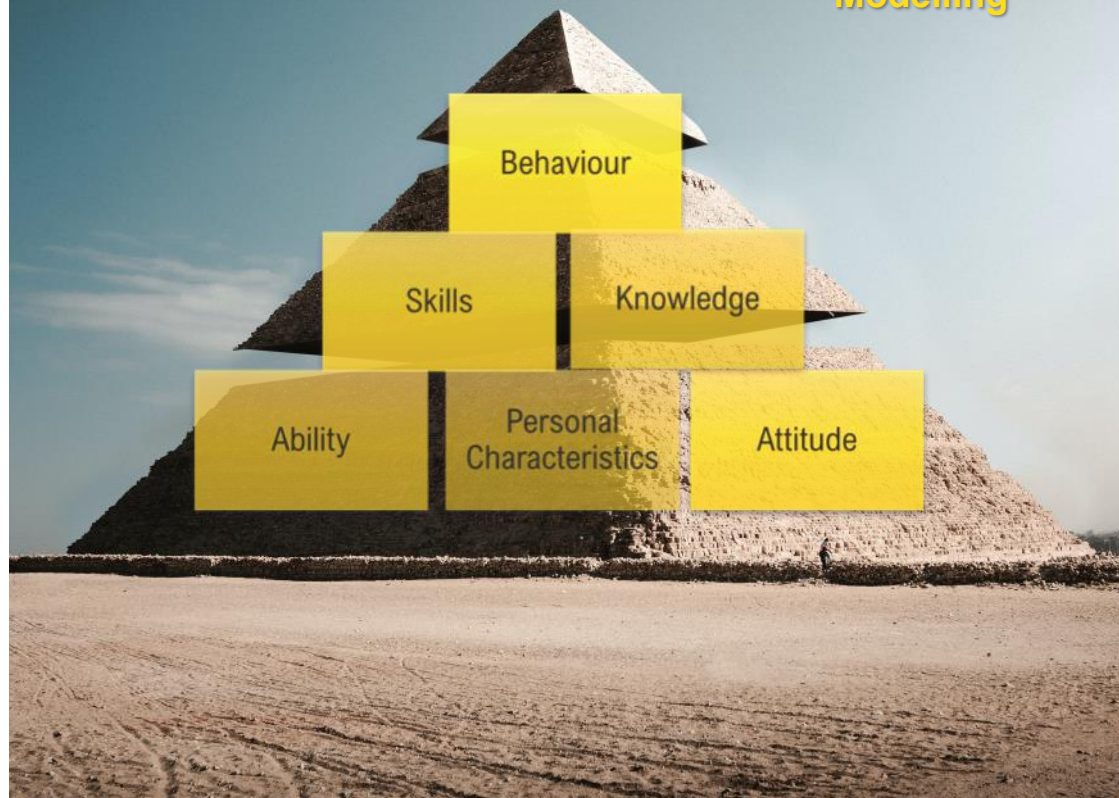 Modelling
Behaviour
Skills
Knowledge
Ability
Personal
Characteristics
Attitude